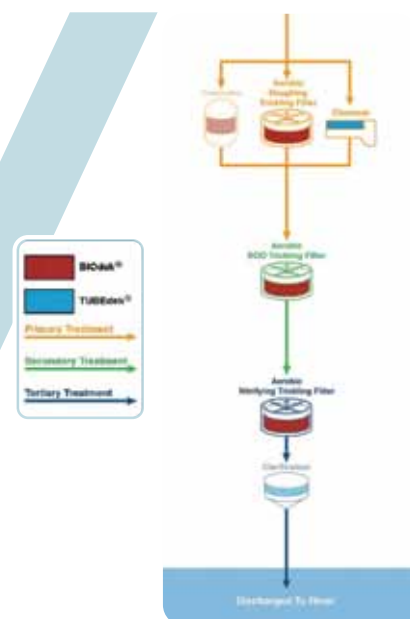 Aerobic
Roughing
Trickling Filter
Chemical
Aerobic
BOD Trickling Filter
BIOdek®
TUBEdek®
Primary Treatment
Secondary Treatment
Tertiary Treatment
Aerobic
Nitrifying Trickling Filter
Clarification
Discharged To River